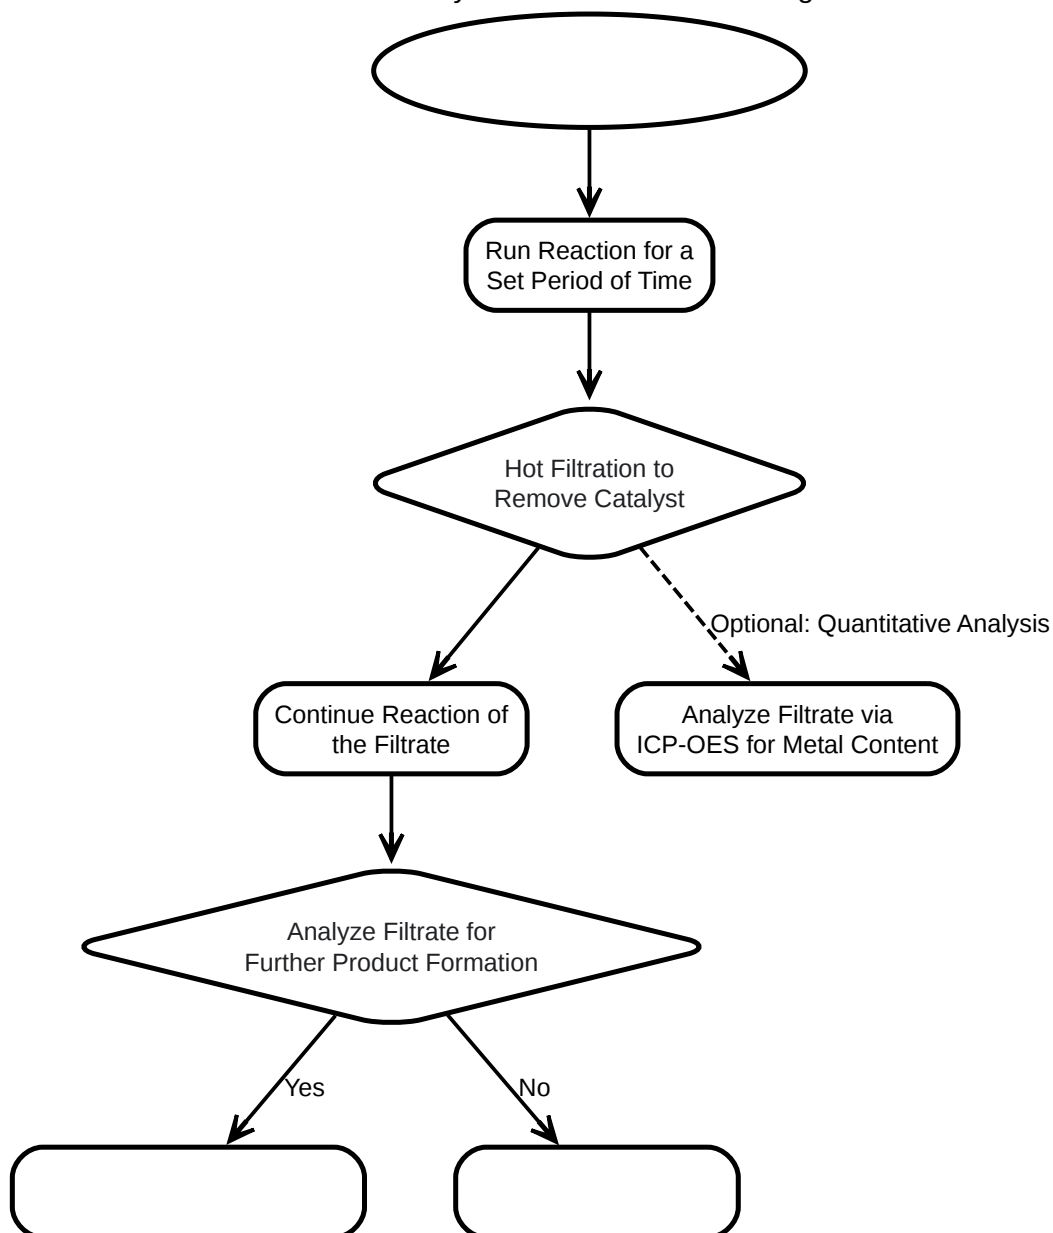 Run Reaction for a
Set Period of Time
Hot Filtration to
Remove Catalyst
Optional: Quantitative Analysis
Continue Reaction of
the Filtrate
Analyze Filtrate via
ICP-OES for Metal Content
Analyze Filtrate for
Further Product Formation
Yes
No